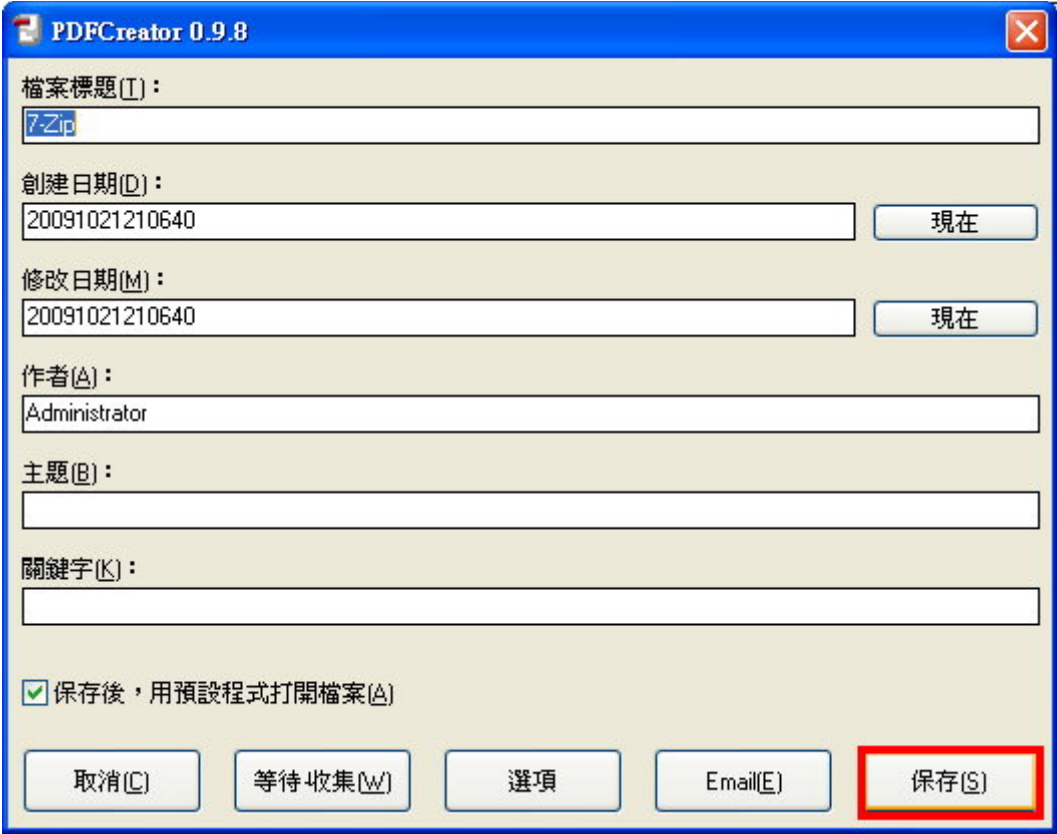 PDFCreator 0.9.8
檔案標題(T)：
7-Zip
創建日期(D)：
20091021210640
現在
修改日期(M)：
20091021210640
現在
作者(A)：
Administrator
主題(B)：
關鍵字(K)：
保存後，用預設程式打開檔案(A)
取消(C) 等待-收集(W) 選項 Email(E) 保存(S)